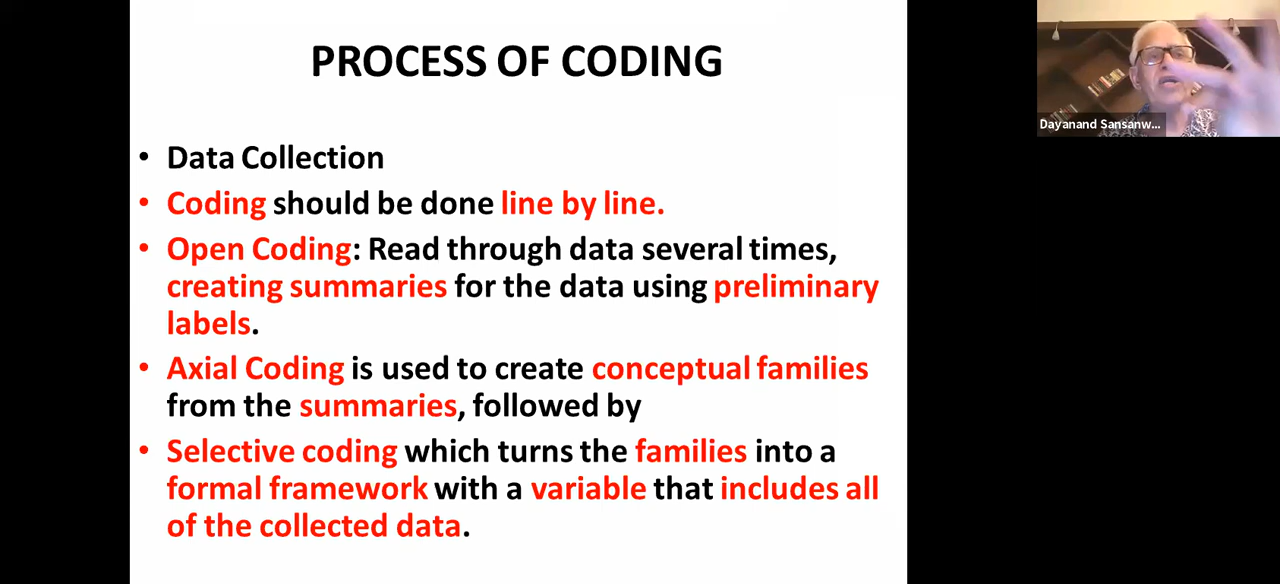 PROCESS OF CODING
• Data Collection
• Coding should be done line by line.
• Open Coding: Read through data several times,
creating summaries for the data using preliminary
labels.
• Axial Coding is used to create conceptual families
from the summaries, followed by
• Selective coding which turns the families into a
formal framework with a variable that includes all
of the collected data.
Dayanand Sansanw...